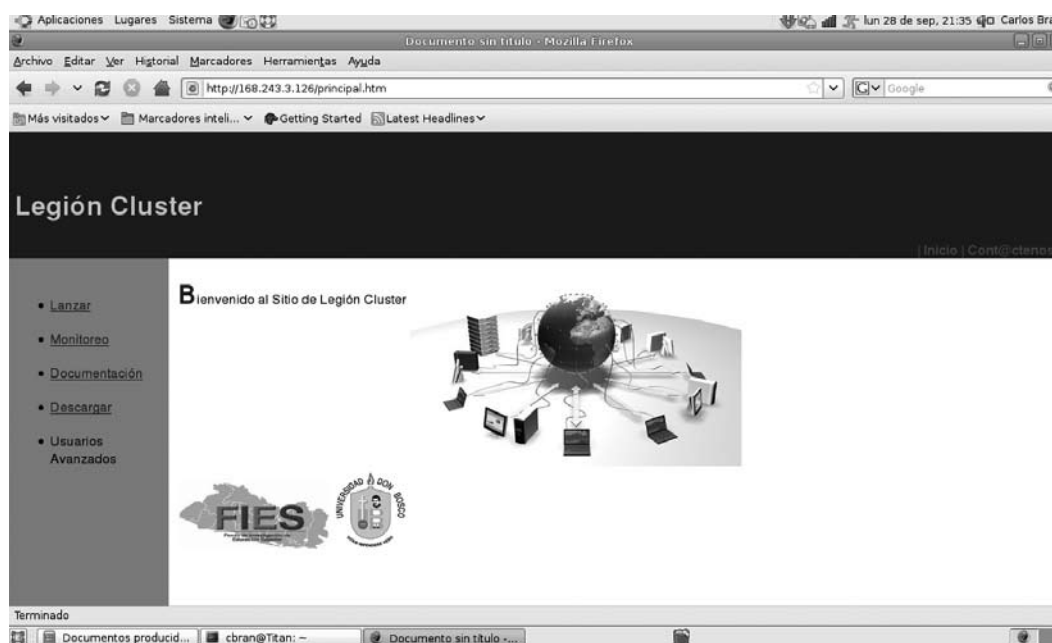 Aplicaciones Lugares Sistema
lun 28 de sep, 21:35 Carlos Bra
Documento sin título - Mozilla Firefox
Archivo Editar Ver Historial Marcadores Herramientas Ayuda
http://168.243.3.126/principal.htm
Google
Más visitados Marcadores inteli... Getting Started Latest Headlines
Legión Cluster
| Inicio | Cont@ctenos
Lanzar
Monitoreo
Documentación
Descargar
Usuarios
Avanzados
Bienvenido al Sitio de Legión Cluster
FIES
UNIVERSIDAD DON BOSCO
Terminado
Documentos producid... cbran@Titan: ~ Documento sin título -...